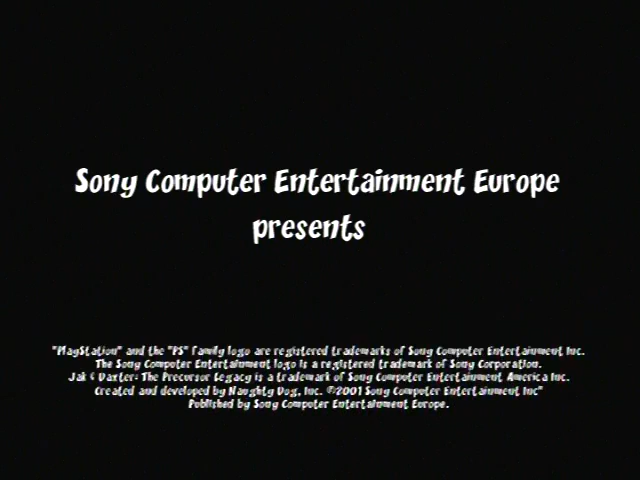 Sony Computer Entertainment Europe
presents
"PlayStation" and the "PS" Family logo are registered trademarks of Sony Computer Entertainment Inc.
The Sony Computer Entertainment logo is a registered trademark of Sony Corporation.
Jak & Daxter: The Precursor Legacy is a trademark of Sony Computer Entertainment America Inc.
Created and developed by Naughty Dog, Inc. ©2001 Sony Computer Entertainment Inc"
Published by Sony Computer Entertainment Europe.